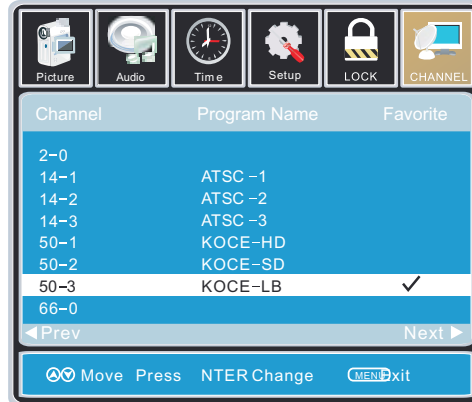 Picture Audio Time Setup LOCK CHANNEL
Channel Program Name Favorite
2-0
14-1 ATSC -1
14-2 ATSC -2
14-3 ATSC -3
50-1 KOCE-HD
50-2 KOCE-SD
50-3 KOCE-LB ✓
66-0
◀Prev Next▶
Move Press NTER Change MENU Exit